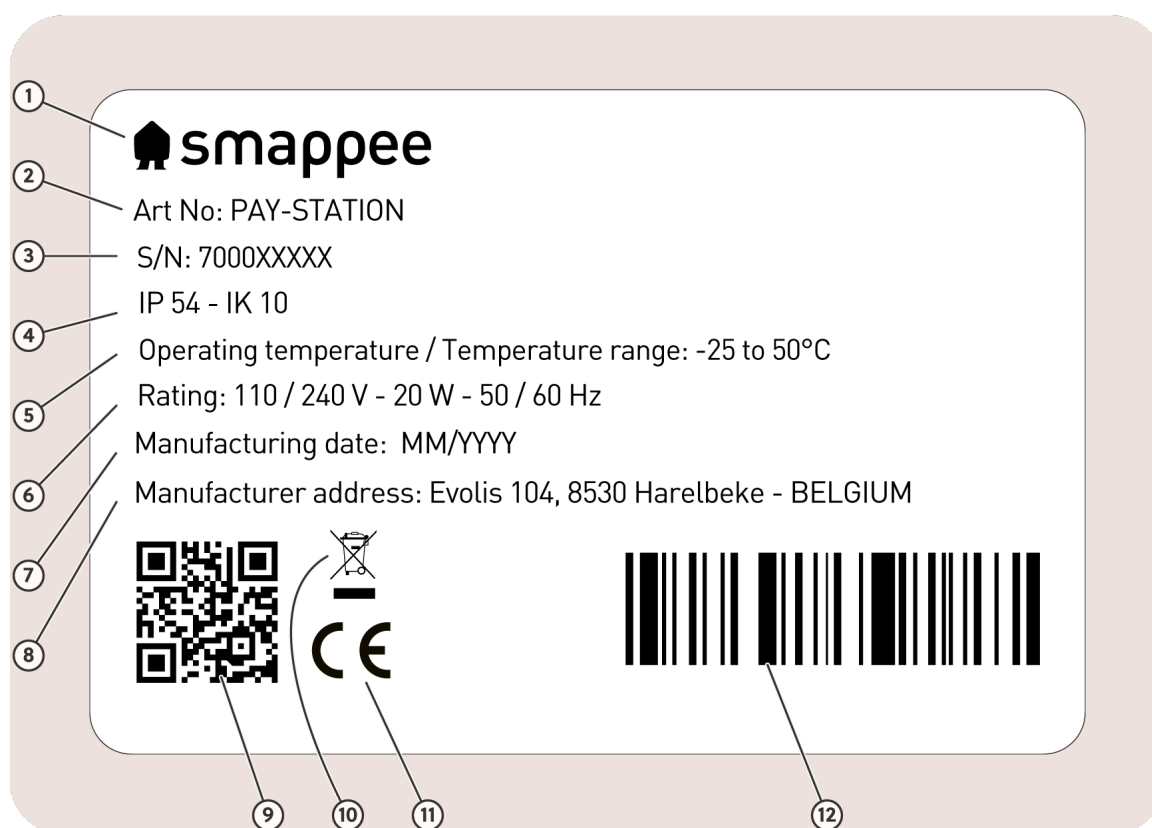 1
smappee
2
Art No: PAY-STATION
3
S/N: 7000XXXXX
4
IP 54 - IK 10
5
Operating temperature / Temperature range: -25 to 50°C
6
Rating: 110 / 240 V - 20 W - 50 / 60 Hz
7
Manufacturing date: MM/YYYY
8
Manufacturer address: Evolis 104, 8530 Harelbeke - BELGIUM
CE
9
10
11
12